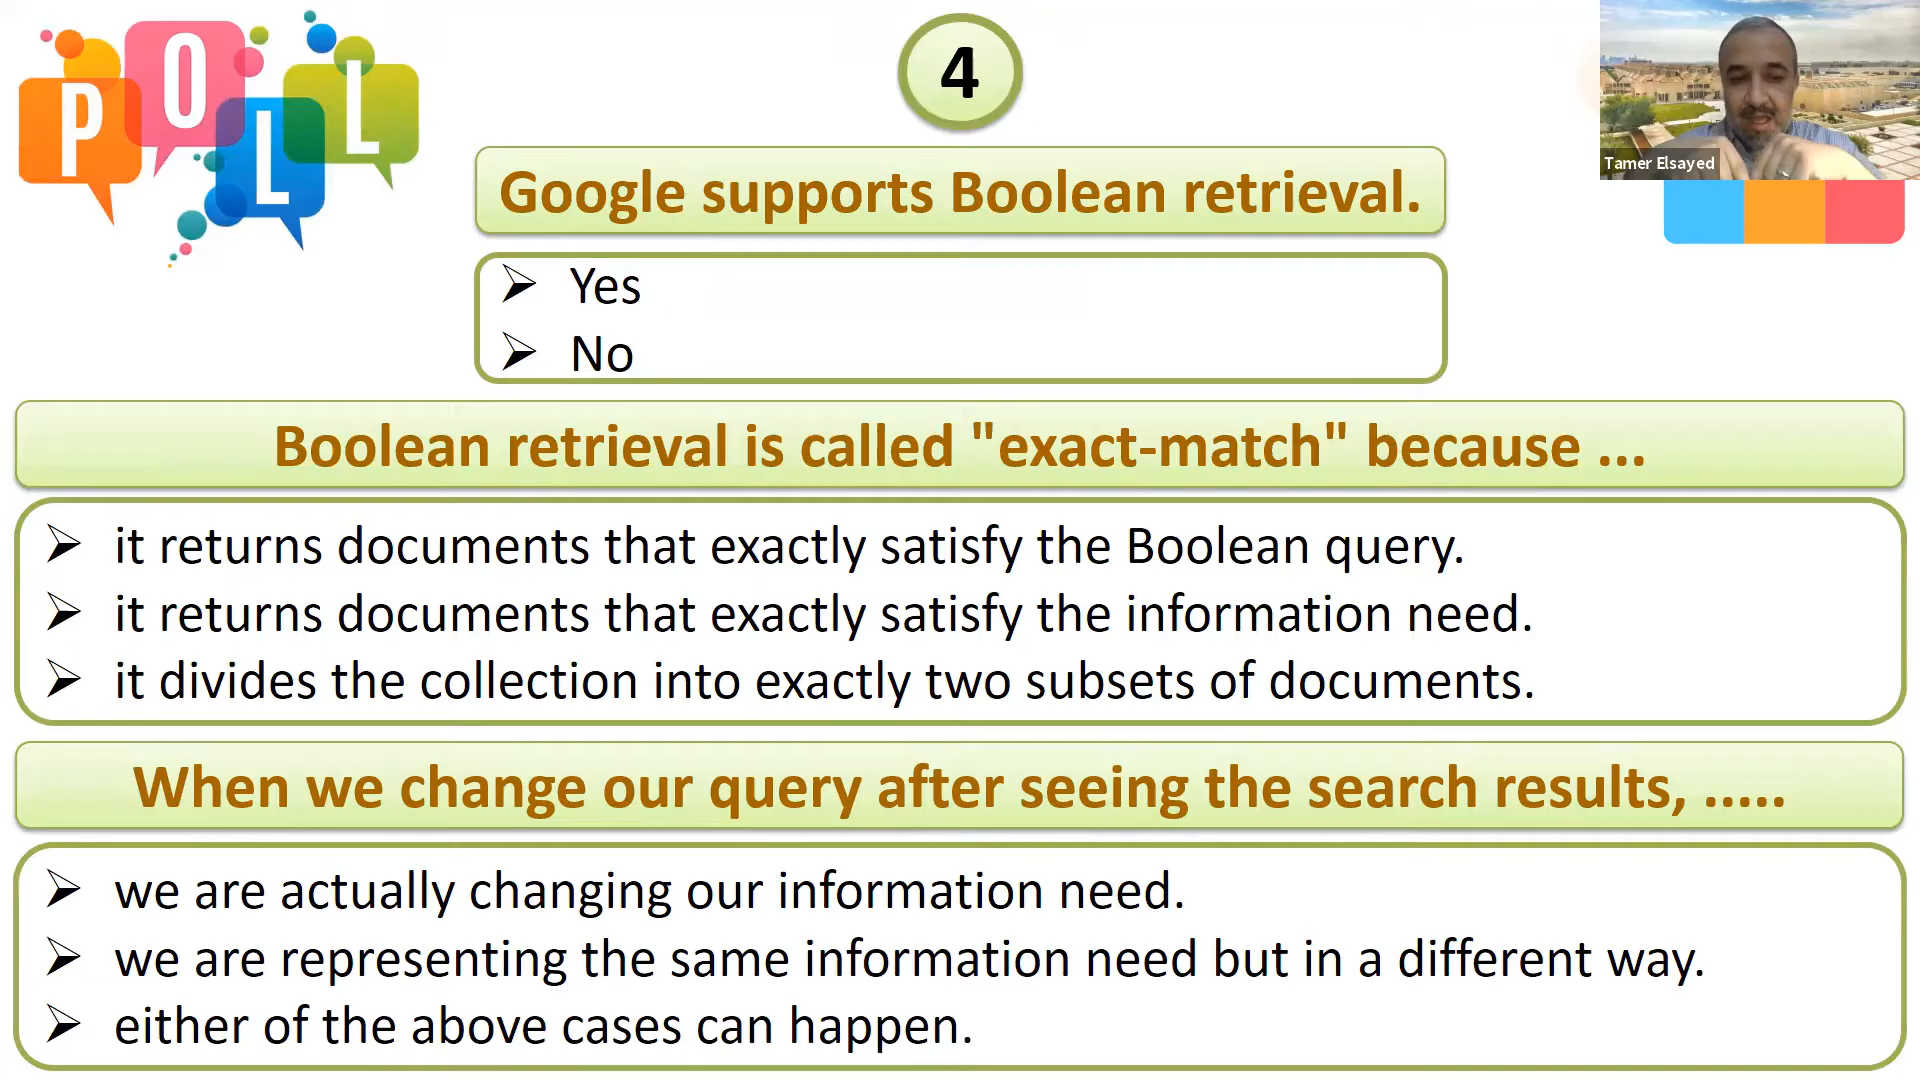 POLL
4
Tamer Elsayed
Google supports Boolean retrieval.
➢ Yes
➢ No
Boolean retrieval is called "exact-match" because ...
➢ it returns documents that exactly satisfy the Boolean query.
➢ it returns documents that exactly satisfy the information need.
➢ it divides the collection into exactly two subsets of documents.
When we change our query after seeing the search results, .....
➢ we are actually changing our information need.
➢ we are representing the same information need but in a different way.
➢ either of the above cases can happen.